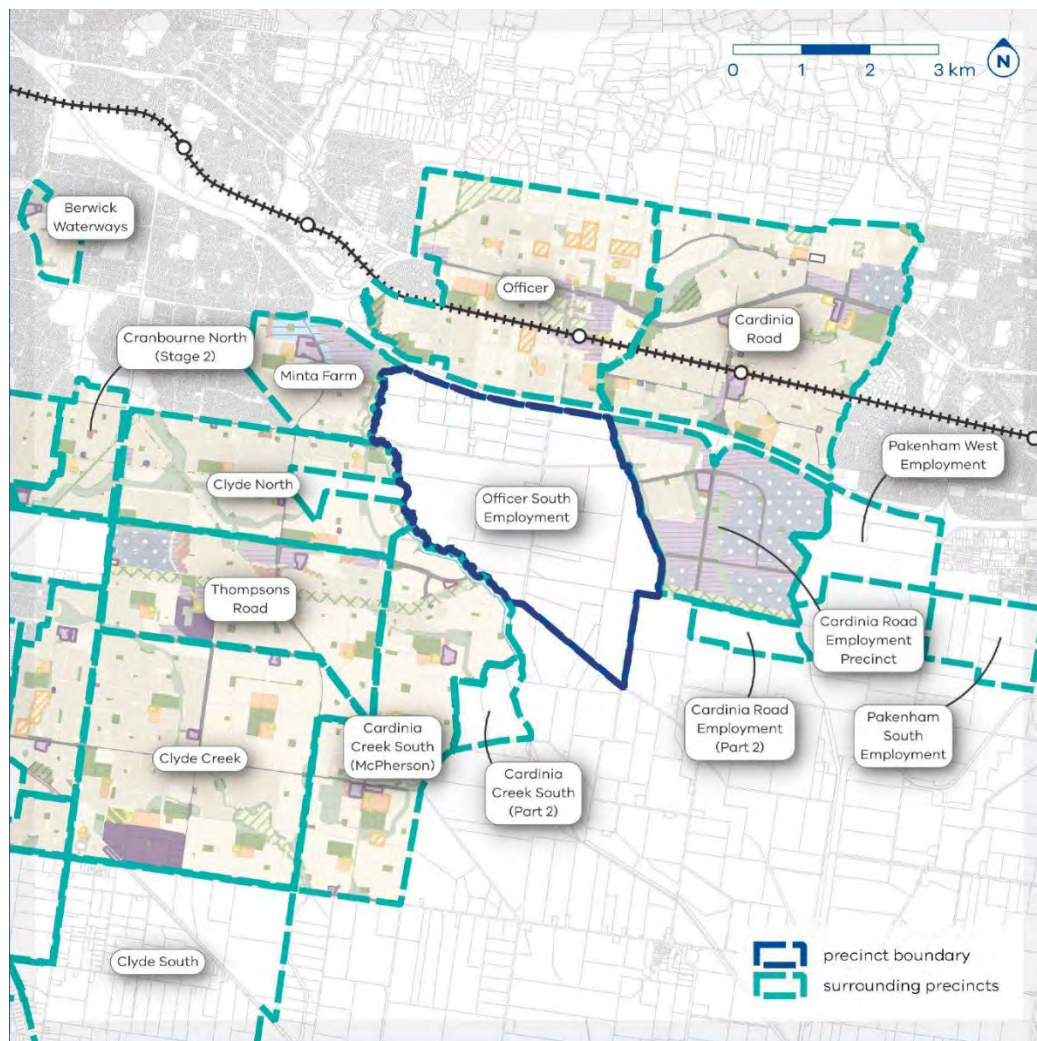 0 1 2 3 km
N
Berwick
Waterways
Officer
Cardinia
Road
Cranbourne North
(Stage 2)
Minta Farm
Pakenham West
Employment
Clyde North
Officer South
Employment
Thompsons
Road
Cardinia Road
Employment
Precinct
Cardinia Road
Employment
(Part 2)
Pakenham
South
Employment
Cardinia
Creek South
(McPherson)
Clyde Creek
Cardinia
Creek South
(Part 2)
Clyde South
precinct boundary
surrounding precincts